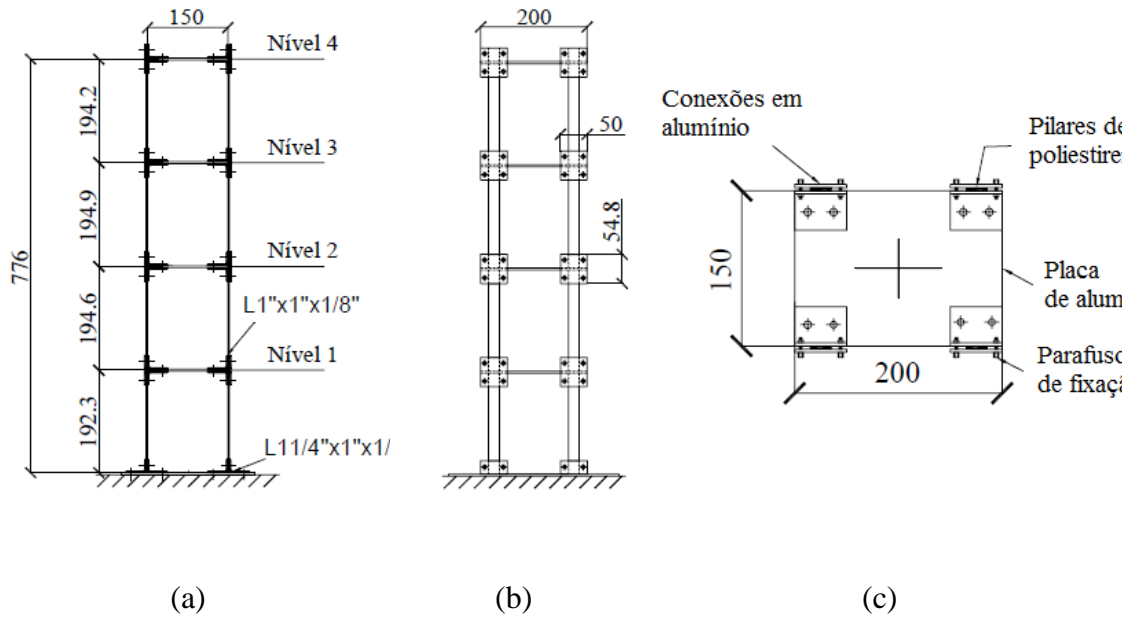 150
Nível 4
194.2
Nível 3
194.9
776
Nível 2
194.6
L1"x1"x1/8"
Nível 1
192.3
L11/4"x1"x1/
(a)
200
50
54.8
(b)
Conexões em
alumínio
Pilares de
poliestire
150
Placa
de alum
200
Parafuso
de fixaçã
(c)